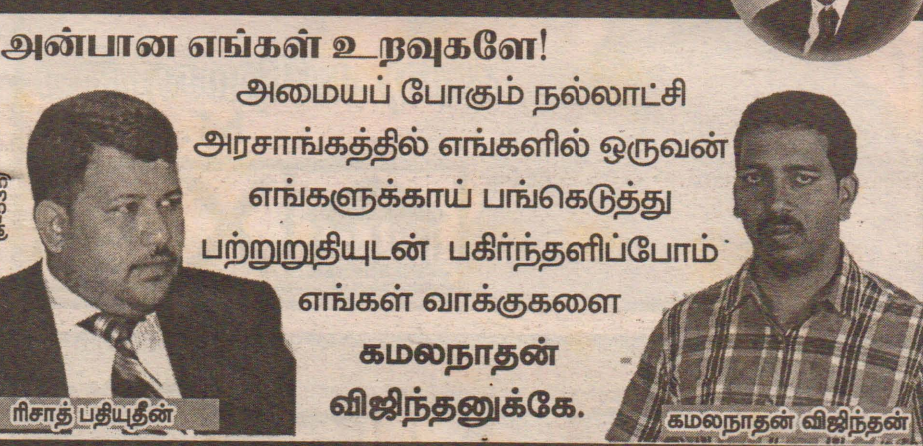 அன்பான எங்கள் உறவுகளே!
அமையப் போகும் நல்லாட்சி
அரசாங்கத்தில் எங்களில் ஒருவன்
எங்களுக்காய் பங்கெடுத்து
பற்றுறுதியுடன் பகிர்ந்தளிப்போம்
எங்கள் வாக்குகளை
கமலநாதன்
விஜிந்தனுக்கே.
ரிசாத் பதியுதீன்
கமலநாதன் விஜிந்தன்